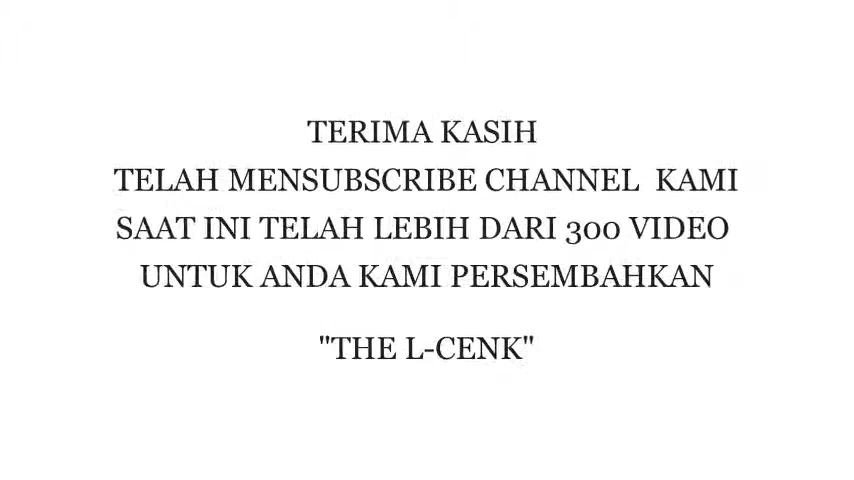 TERIMA KASIH
TELAH MENSUBSCRIBE CHANNEL KAMI
SAAT INI TELAH LEBIH DARI 300 VIDEO
UNTUK ANDA KAMI PERSEMBAHKAN
"THE L-CENK"